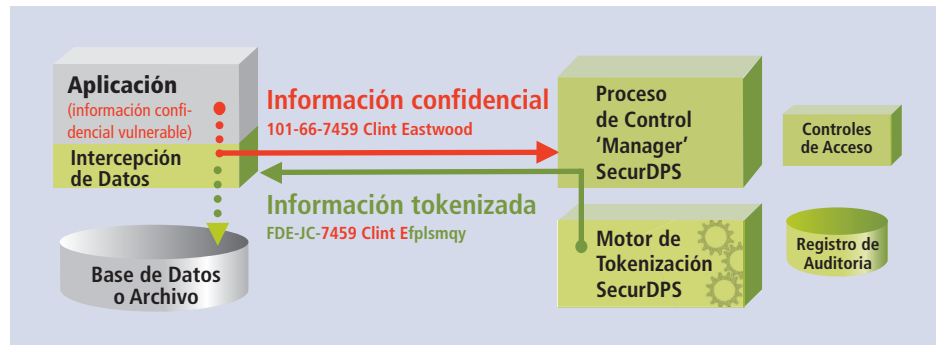 Aplicación
(información confi-
dencial vulnerable)
Intercepción
de Datos
Base de Datos
o Archivo
Información confidencial
101-66-7459 Clint Eastwood
Información tokenizada
FDE-JC-7459 Clint Efplsmqy
Proceso
de Control
'Manager'
SecurDPS
Motor de
Tokenización
SecurDPS
Controles
de Acceso
Registro de
Auditoria